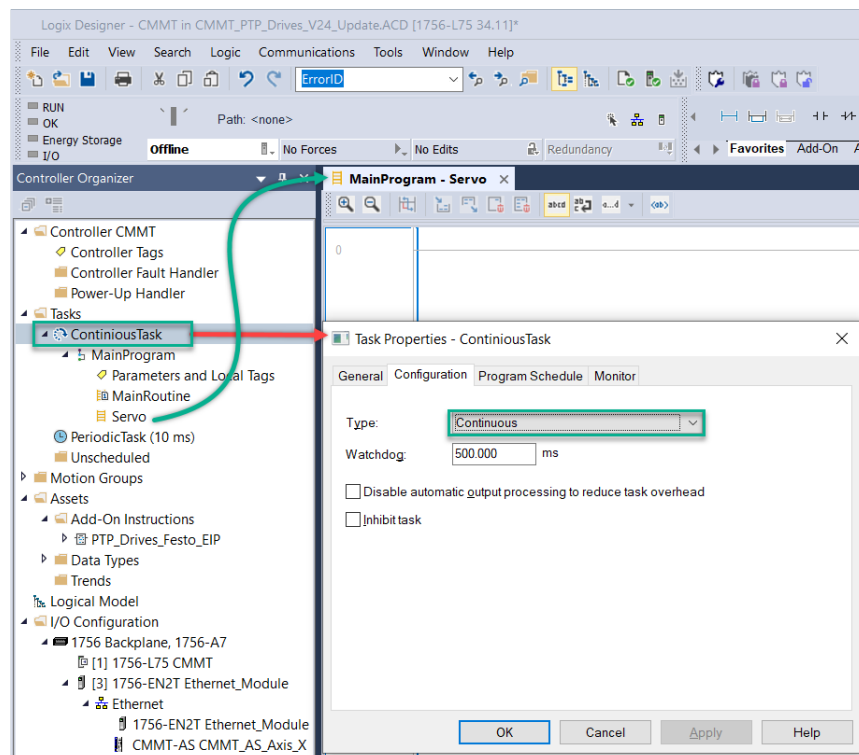 Logix Designer - CMMT in CMMT_PTP_Drives_V24_Update.ACD [1756-L75 34.11]*
File Edit View Search Logic Communications Tools Window Help
ErrorID
RUN
OK
Energy Storage
I/O
Path: <none>
Offline
No Forces
No Edits
Redundancy
Favorites Add-On
Controller Organizer
MainProgram - Servo
Controller CMMT
Controller Tags
Controller Fault Handler
Power-Up Handler
Tasks
ContiniousTask
MainProgram
Parameters and Local Tags
MainRoutine
Servo
PeriodicTask (10 ms)
Unscheduled
Motion Groups
Assets
Add-On Instructions
PTP_Drives_Festo_EIP
Data Types
Trends
Logical Model
I/O Configuration
1756 Backplane, 1756-A7
[1] 1756-L75 CMMT
[3] 1756-EN2T Ethernet_Module
Ethernet
1756-EN2T Ethernet_Module
CMMT-AS CMMT_AS_Axis_X
0
Task Properties - ContiniousTask
General Configuration Program Schedule Monitor
Type: Continuous
Watchdog: 500.000 ms
Disable automatic output processing to reduce task overhead
Inhibit task
OK Cancel Apply Help